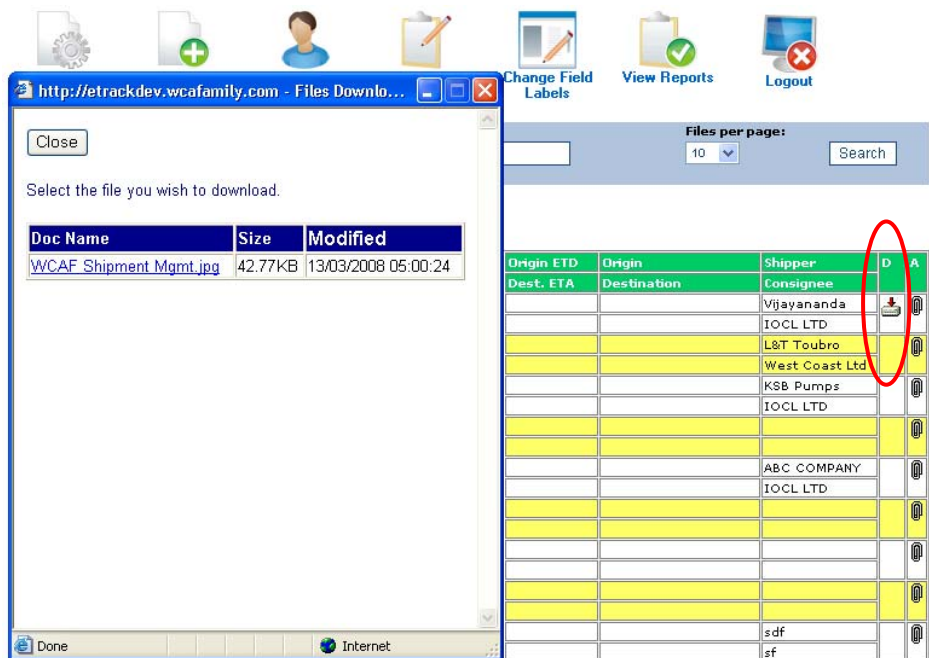 Change Field
Labels
View Reports
Logout
http://etrackdev.wcafamily.com - Files Downlo...
Close
Select the file you wish to download.
Doc Name Size Modified
WCAF Shipment Mgmt.jpg 42.77KB 13/03/2008 05:00:24
Done Internet
Files per page:
10 Search
Origin ETD Origin Shipper D A
Dest. ETA Destination Consignee
Vijayananda
IOCL LTD
L&T Toubro
West Coast Ltd
KSB Pumps
IOCL LTD
ABC COMPANY
IOCL LTD
sdf
sf